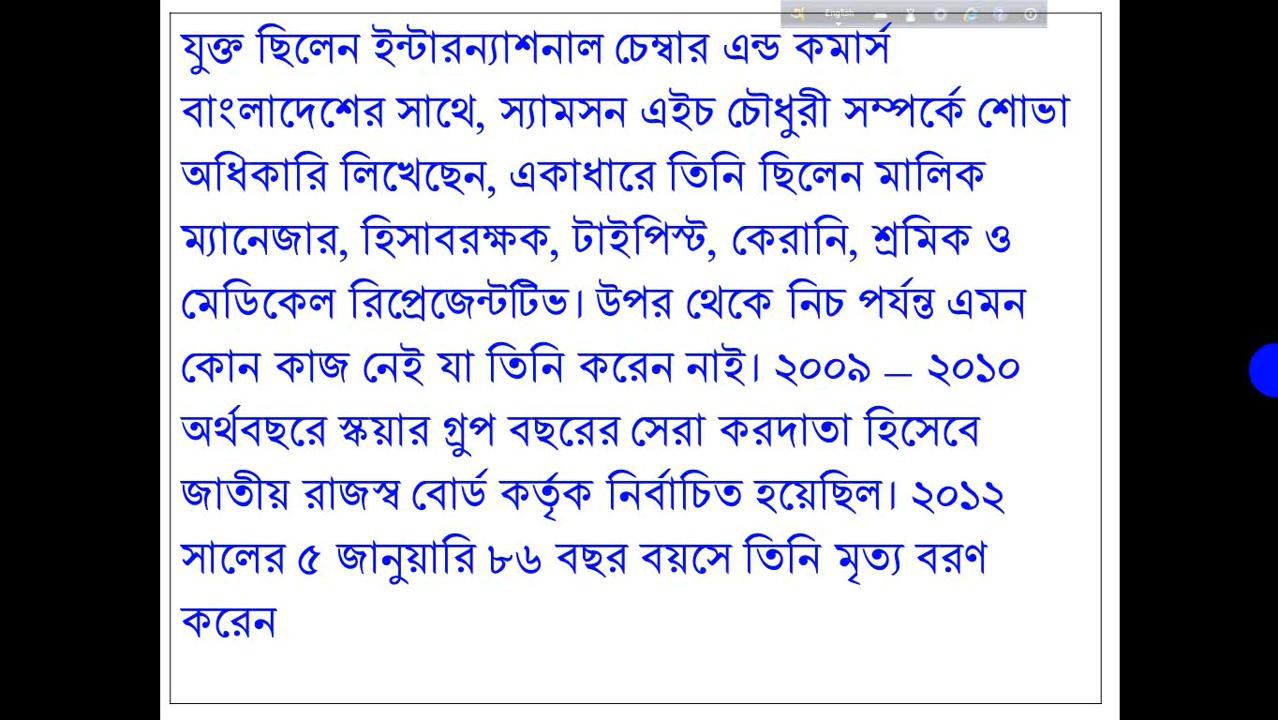 English
যুক্ত ছিলেন ইন্টারন্যাশনাল চেম্বার এন্ড কমার্স
বাংলাদেশের সাথে, স্যামসন এইচ চৌধুরী সম্পর্কে শোভা
অধিকারি লিখেছেন, একাধারে তিনি ছিলেন মালিক
ম্যানেজার, হিসাবরক্ষক, টাইপিস্ট, কেরানি, শ্রমিক ও
মেডিকেল রিপ্রেজেন্টটিভ। উপর থেকে নিচ পর্যন্ত এমন
কোন কাজ নেই যা তিনি করেন নাই। ২০০৯ – ২০১০
অর্থবছরে স্কয়ার গ্রুপ বছরের সেরা করদাতা হিসেবে
জাতীয় রাজস্ব বোর্ড কর্তৃক নির্বাচিত হয়েছিল। ২০১২
সালের ৫ জানুয়ারি ৮৬ বছর বয়সে তিনি মৃত্য বরণ
করেন